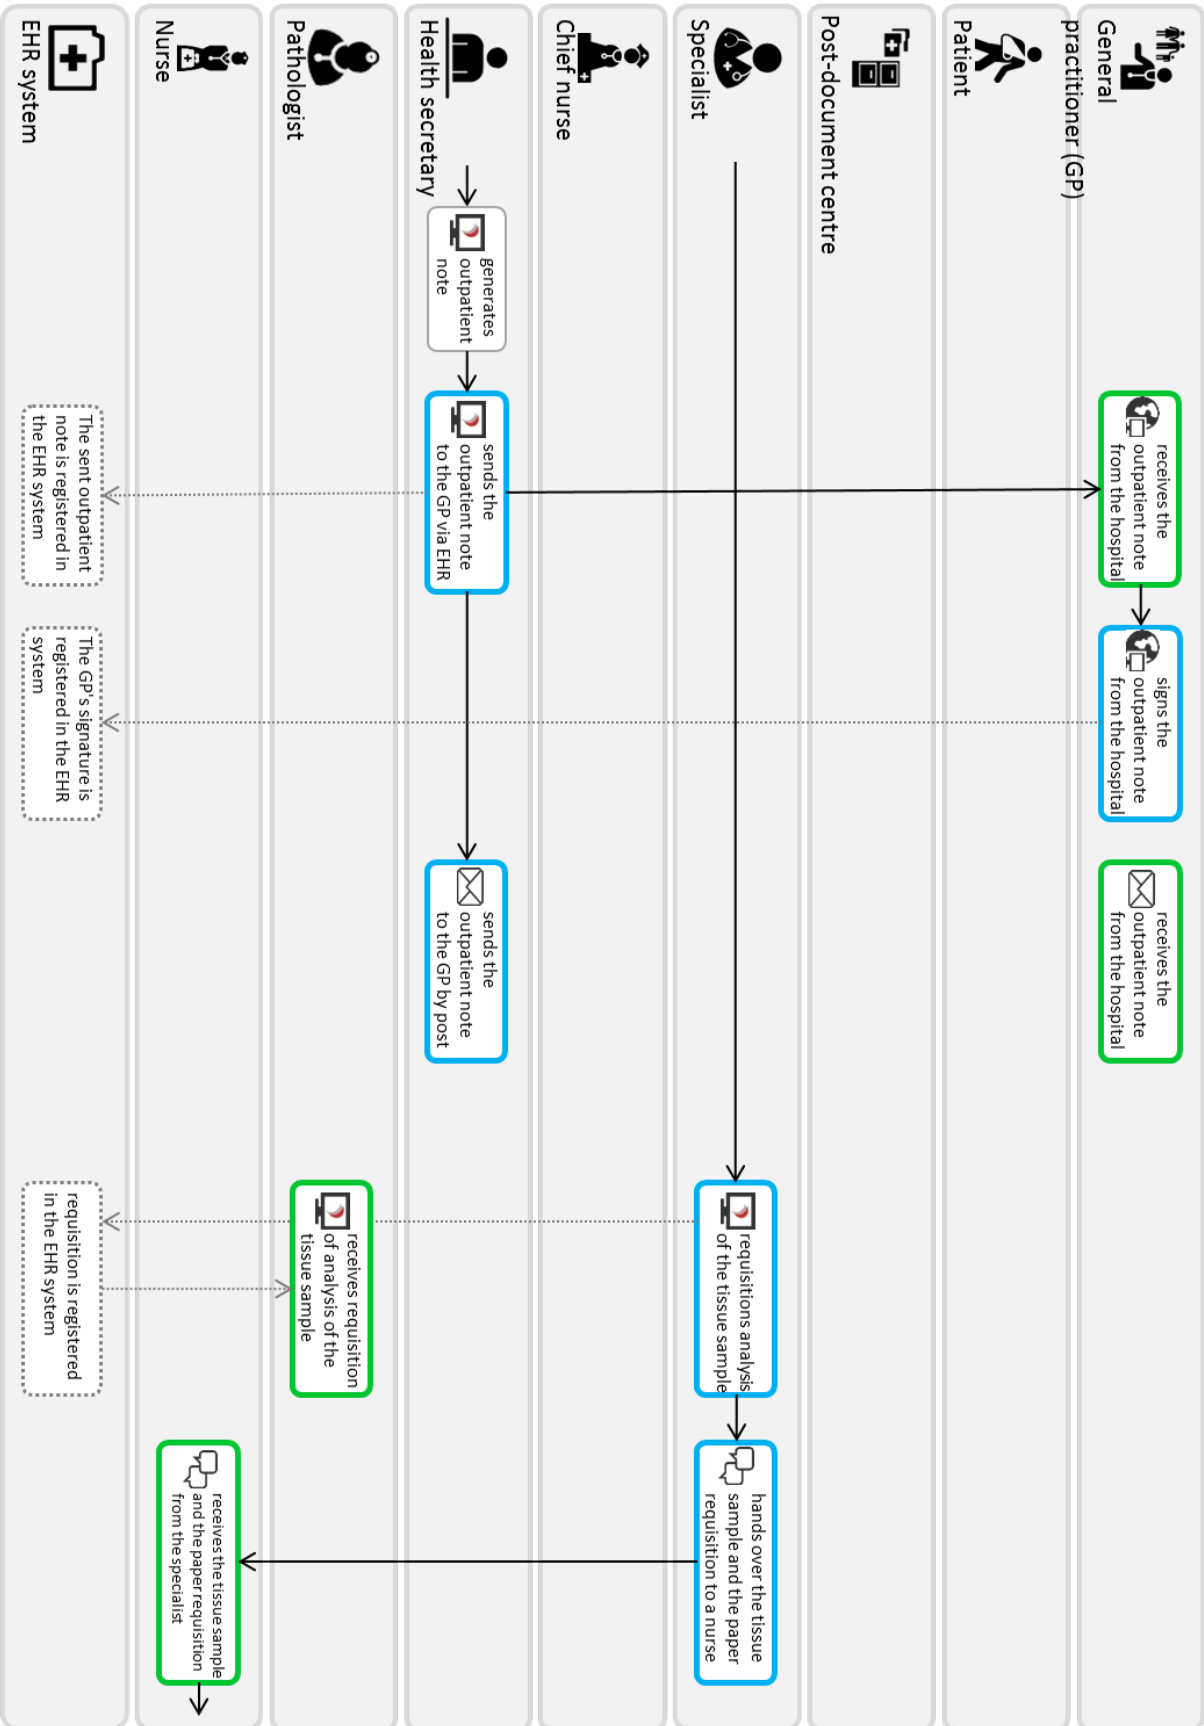 General
practitioner (GP)
receives the
outpatient note
from the hospital
signs the
outpatient note
from the hospital
receives the
outpatient note
from the hospital
Patient
Post-document centre
Specialist
requisitions analysis
of the tissue sample
hands over the tissue
sample and the paper
requisition to a nurse
Chief nurse
Health secretary
generates
outpatient
note
sends the
outpatient note
to the GP via EHR
sends the
outpatient note
to the GP by post
Pathologist
receives requisition
of analysis of the
tissue sample
Nurse
receives the tissue sample
and the paper requisition
from the specialist
EHR system
The sent outpatient
note is registered in
the EHR system
The GP's signature is
registered in the EHR
system
requisition is registered
in the EHR system